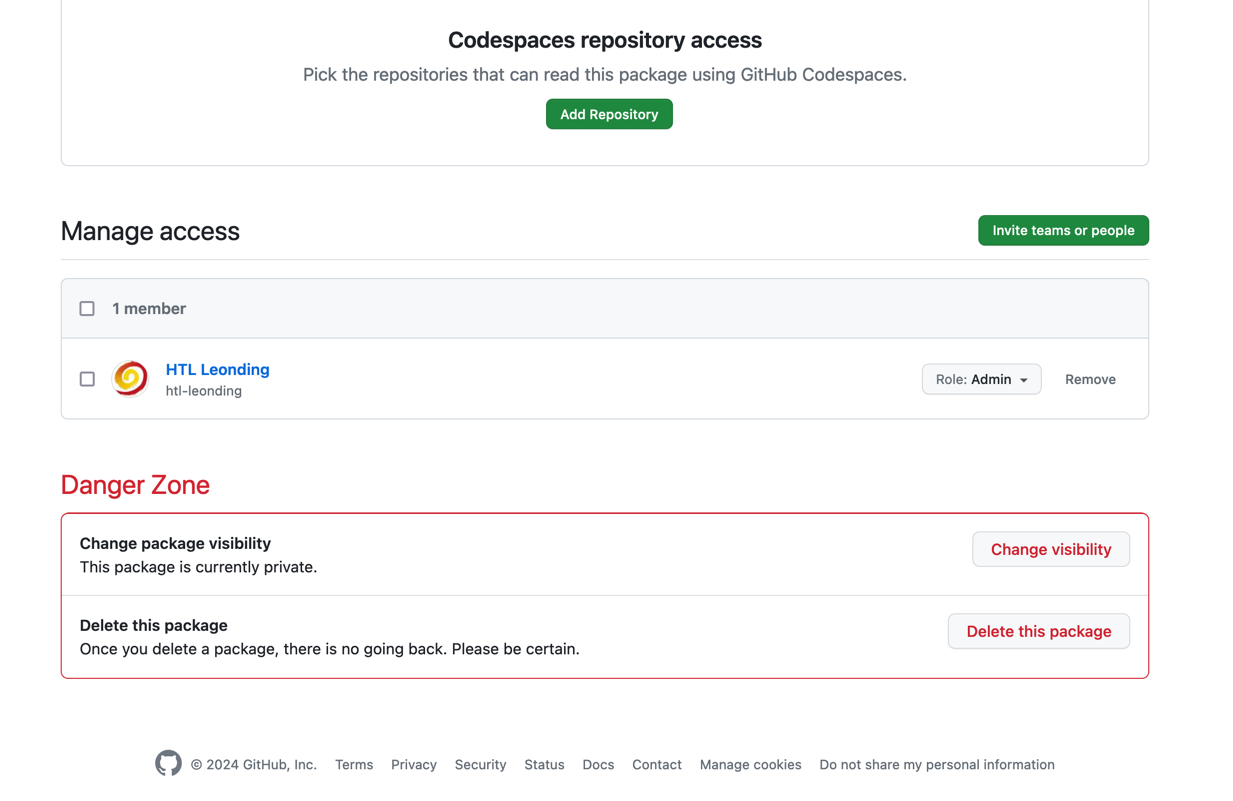 Codespaces repository access
Pick the repositories that can read this package using GitHub Codespaces.
Add Repository
Manage access
Invite teams or people
1 member
HTL Leonding
htl-leonding
Role: Admin
Remove
Danger Zone
Change package visibility
This package is currently private.
Change visibility
Delete this package
Once you delete a package, there is no going back. Please be certain.
Delete this package
© 2024 GitHub, Inc. Terms Privacy Security Status Docs Contact Manage cookies Do not share my personal information